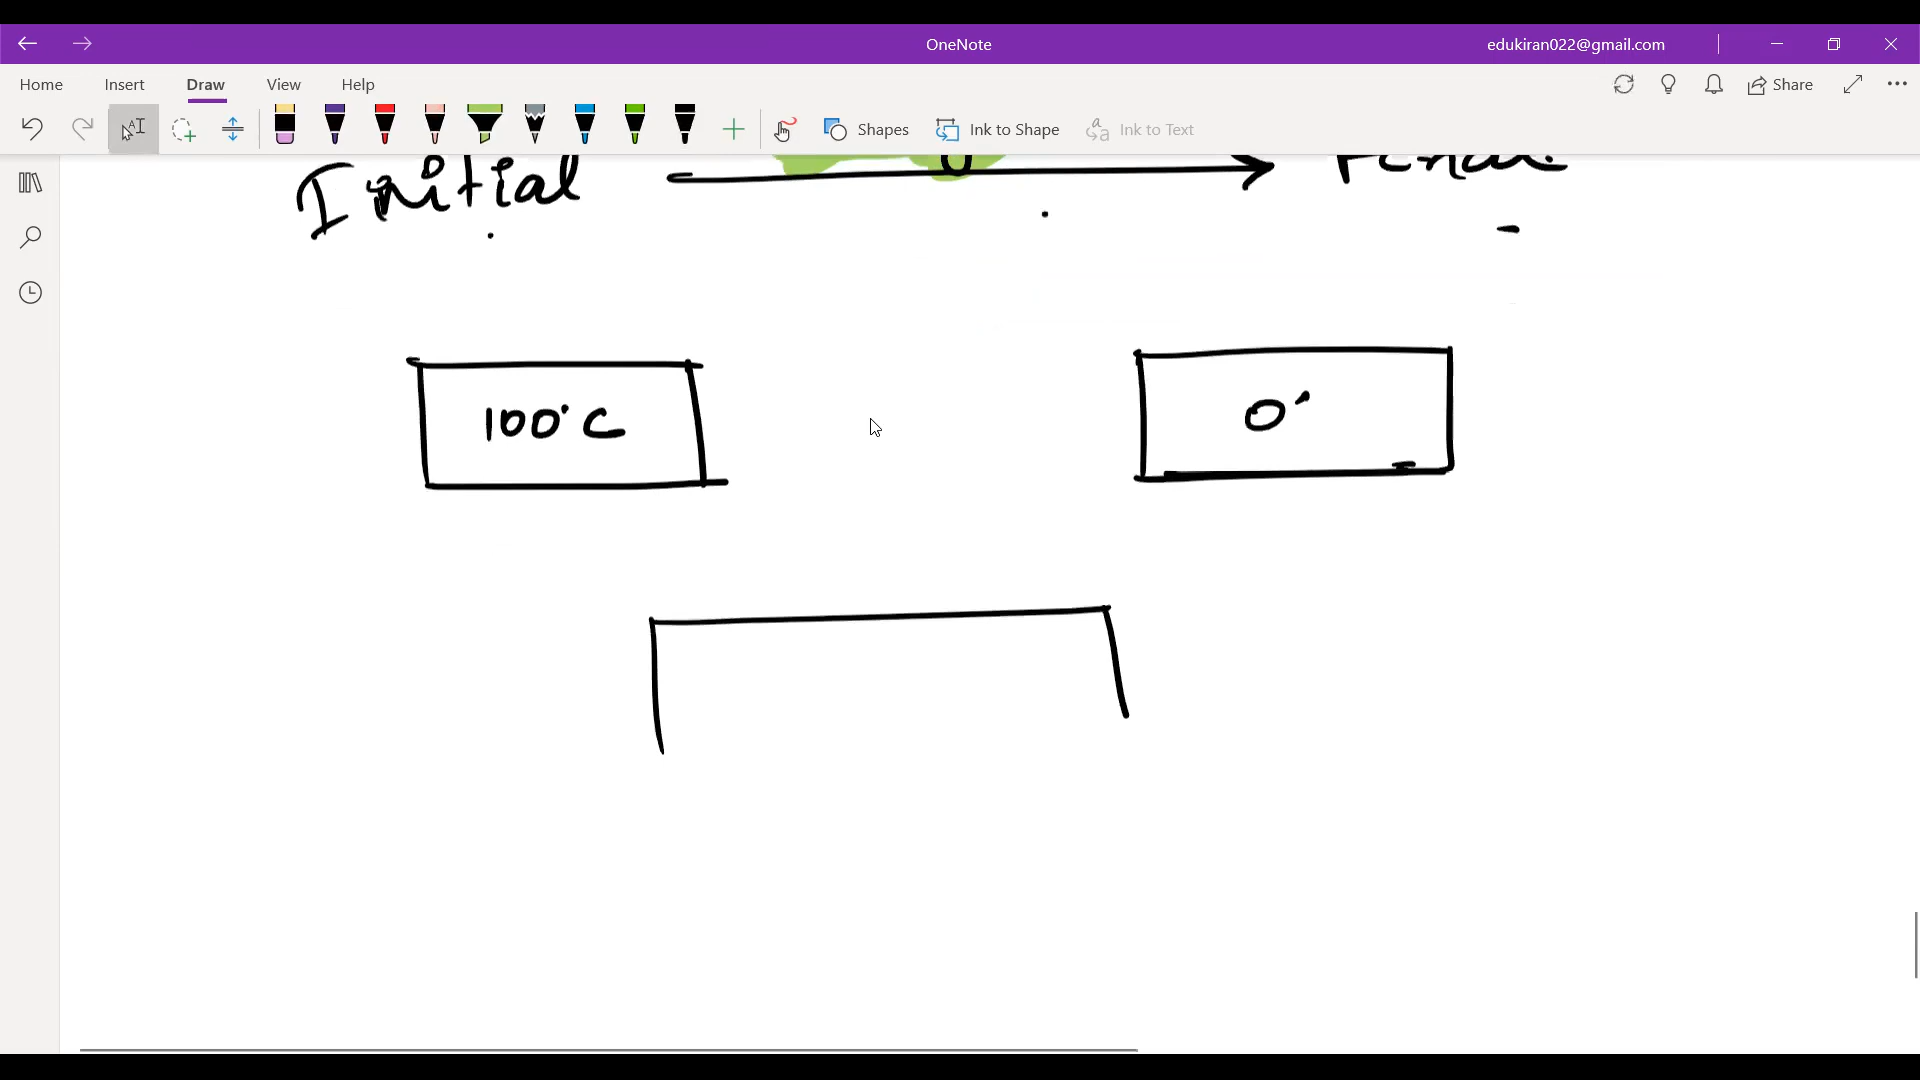 OneNote
edukiran022@gmail.com
Home Insert Draw View Help
Share
Shapes
Ink to Shape
Ink to Text
Initial
100°C
0°